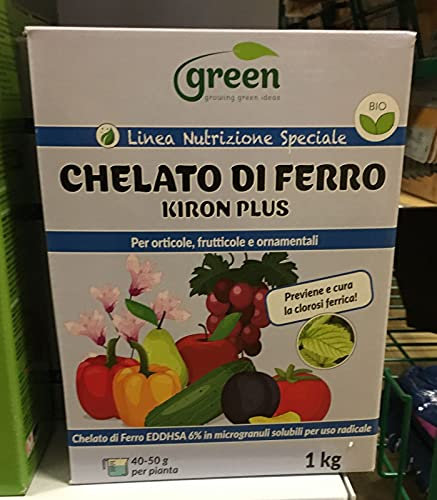 green
growing green ideas
BIO
Linea Nutrizione Speciale
CHELATO DI FERRO
KIRON PLUS
Per orticole, frutticole e ornamentali
Previene e cura
la clorosi ferrica!
Chelato di Ferro EDDHSA 6% in microgranuli solubili per uso radicale
40-50 g
per pianta
1 kg